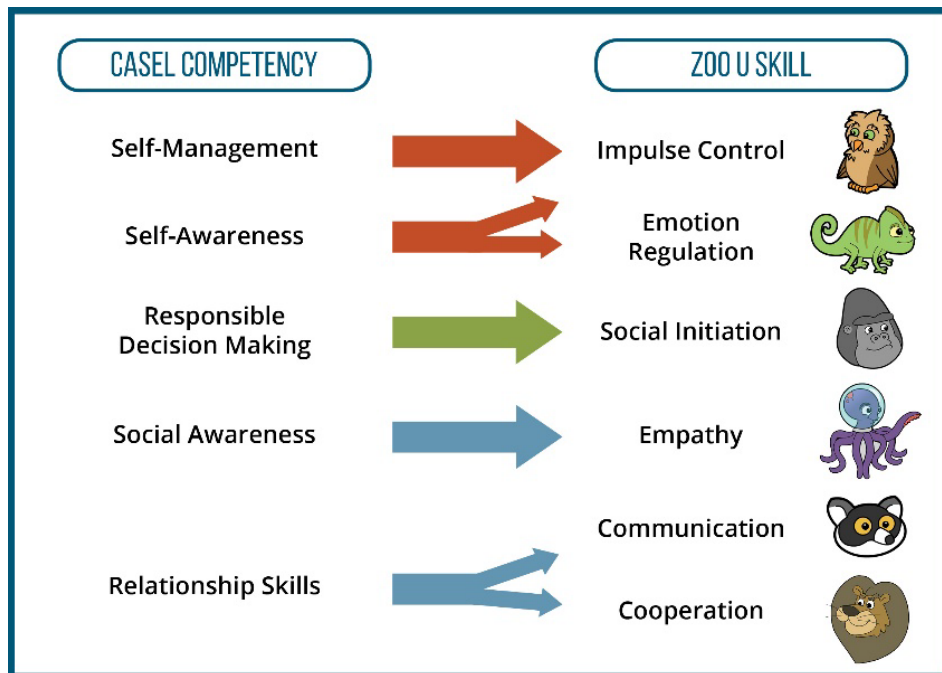 CASEL COMPETENCY
ZOO U SKILL
Self-Management
Impulse Control
Self-Awareness
Emotion
Regulation
Responsible
Decision Making
Social Initiation
Social Awareness
Empathy
Communication
Relationship Skills
Cooperation